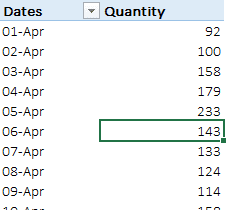 Dates Quantity
01-Apr 92
02-Apr 100
03-Apr 158
04-Apr 179
05-Apr 233
06-Apr 143
07-Apr 133
08-Apr 124
09-Apr 114